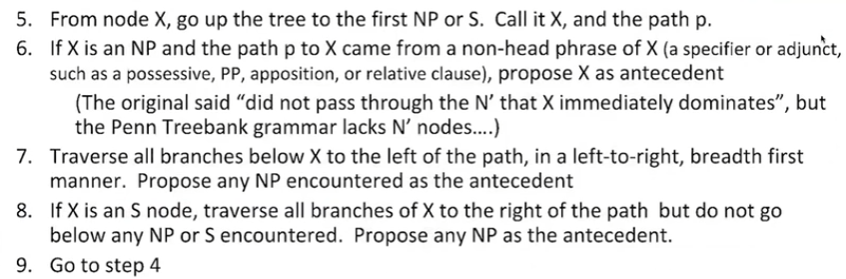 5. From node X, go up the tree to the first NP or S. Call it X, and the path p.
6. If X is an NP and the path p to X came from a non-head phrase of X (a specifier or adjunct,
such as a possessive, PP, apposition, or relative clause), propose X as antecedent
(The original said “did not pass through the N’ that X immediately dominates”, but
the Penn Treebank grammar lacks N’ nodes….)
7. Traverse all branches below X to the left of the path, in a left-to-right, breadth first
manner. Propose any NP encountered as the antecedent
8. If X is an S node, traverse all branches of X to the right of the path but do not go
below any NP or S encountered. Propose any NP as the antecedent.
9. Go to step 4